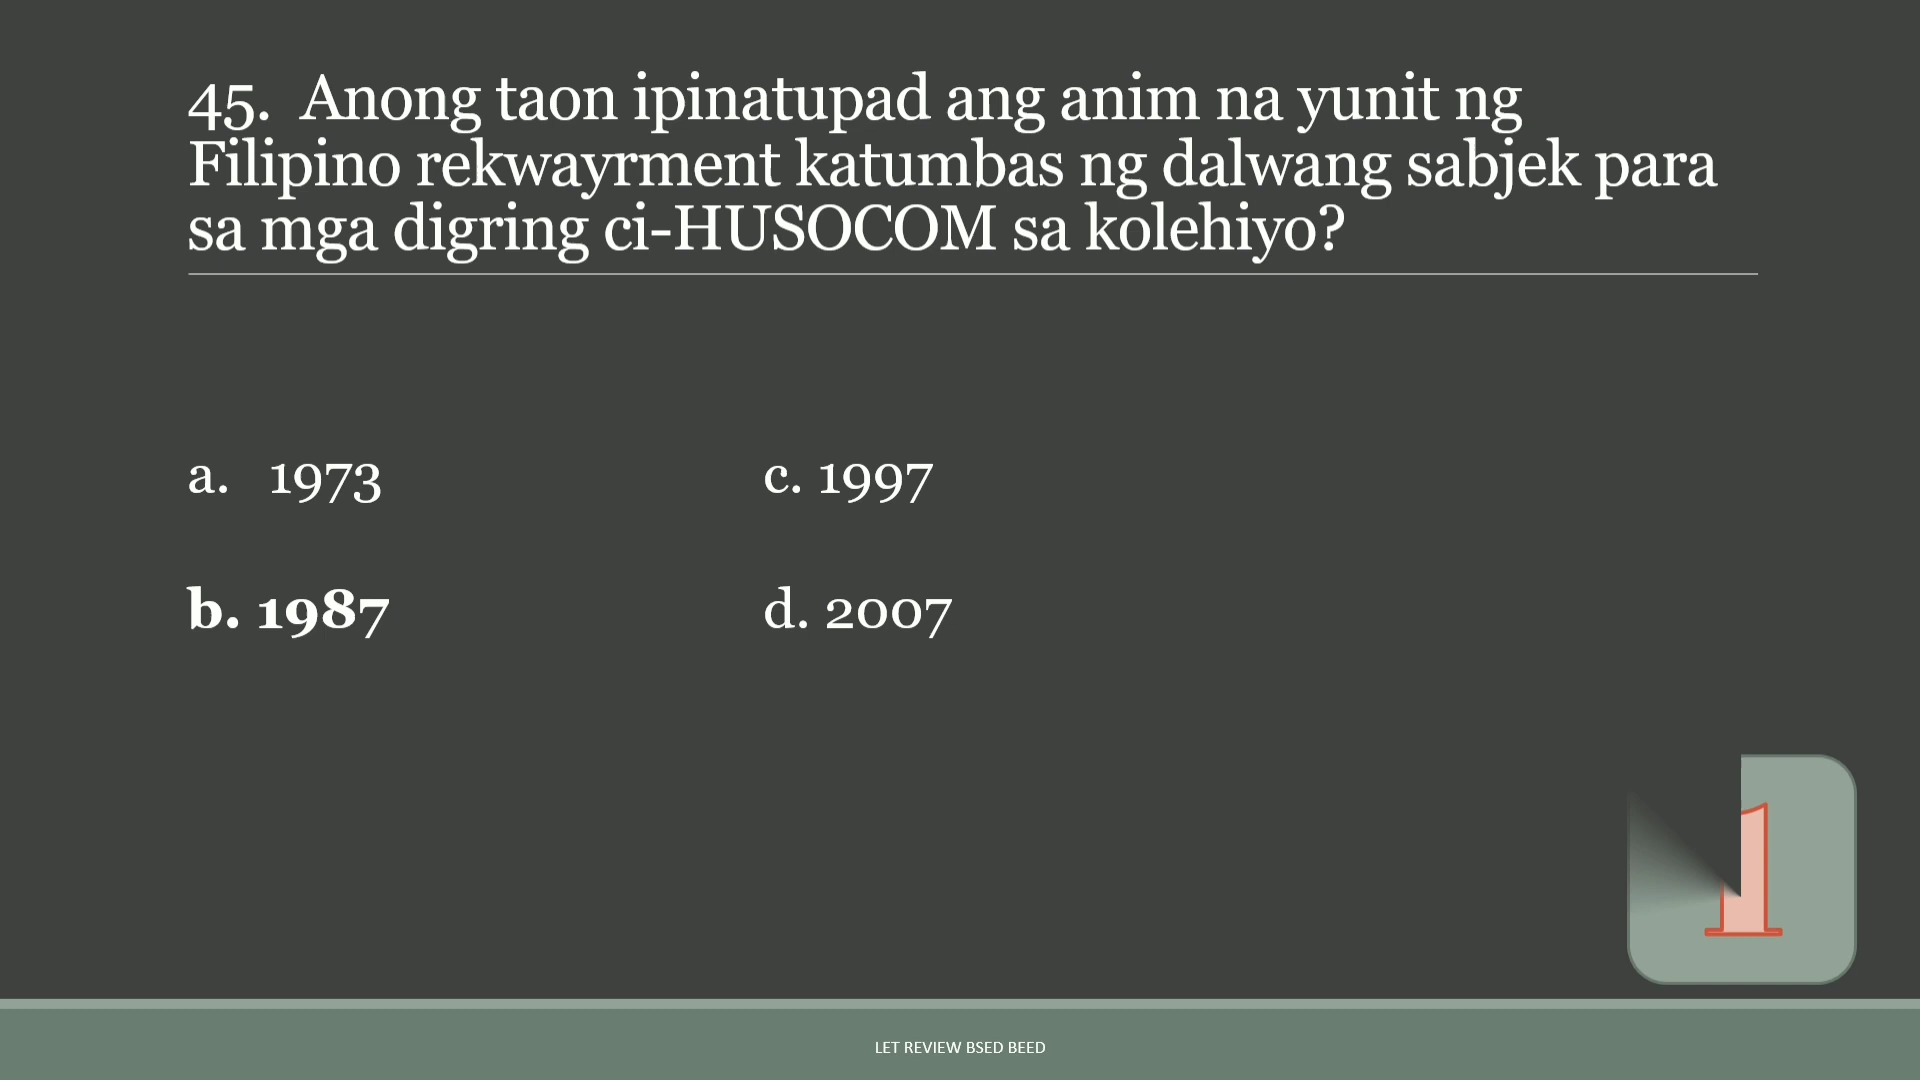 45. Anong taon ipinatupad ang anim na yunit ng
Filipino rekwayrment katumbas ng dalwang sabjek para
sa mga digring ci-HUSOCOM sa kolehiyo?
a. 1973
c. 1997
b. 1987
d. 2007
1
LET REVIEW BSED BEED